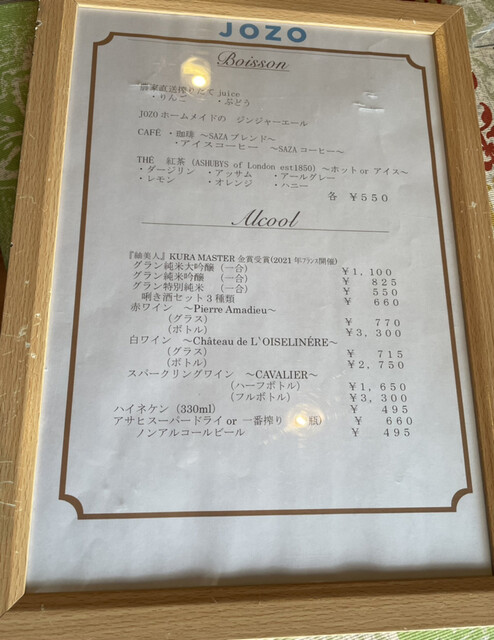 JOZO
Boisson
家直送搾りたて juice
・りんご ・ぶどう
JOZO ホームメイドの ジンジャーエール
CAFÉ ・珈琲 ～SAZA ブレンド～
・アイスコーヒー ～SAZA コーヒー～
THÉ 紅茶 (ASHUBYS of London est1850) ～ホット or アイス～
・ダージリン ・アッサム ・アールグレー
・レモン ・オレンジ ・ハニー
各 ￥550
Alcool
美人』 KURA MASTER 金賞受賞(2021 年フランス開催)
グラン純米大吟醸 (一合) ￥1,100
グラン純米吟醸 (一合) ￥ 825
グラン特別純米 (一合) ￥ 550
唎き酒セット3種類 ￥ 660
赤ワイン ～Pierre Amadieu～
(グラス) ￥ 770
(ボトル) ￥3,300
白ワイン ～Château de L`OISELINÉRE～
(グラス) ￥ 715
(ボトル) ￥2,750
スパークリングワイン ～CAVALIER～
(ハーフボトル) ￥1,650
(フルボトル) ￥3,300
ハイネケン (330ml) ￥ 495
アサヒスーパードライ or 一番搾り 瓶) ￥ 660
ノンアルコールビール ￥ 495